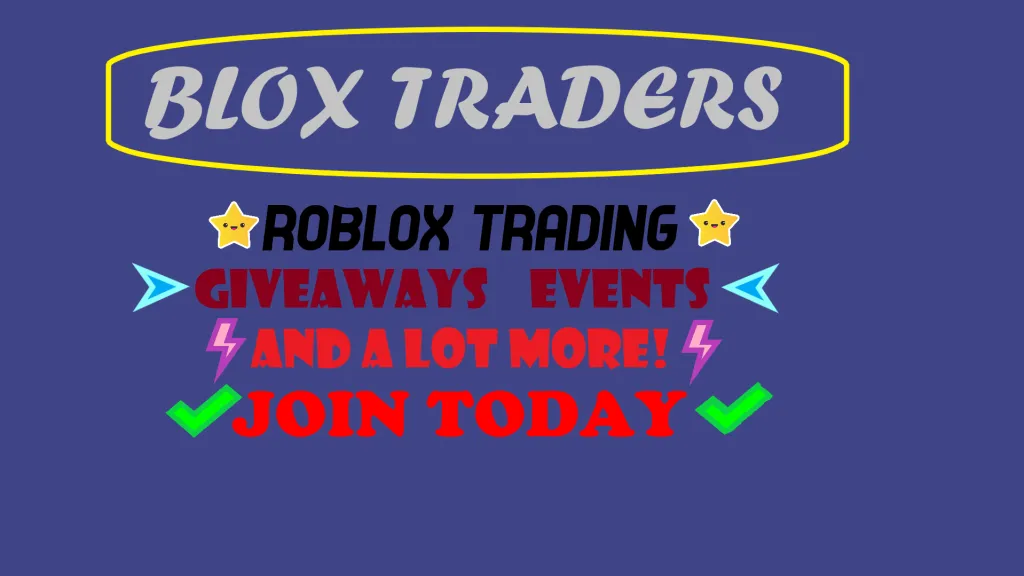 BLOX TRADERS
ROBLOX TRADING
GIVEAWAYS EVENTS
AND A LOT MORE!
JOIN TODAY